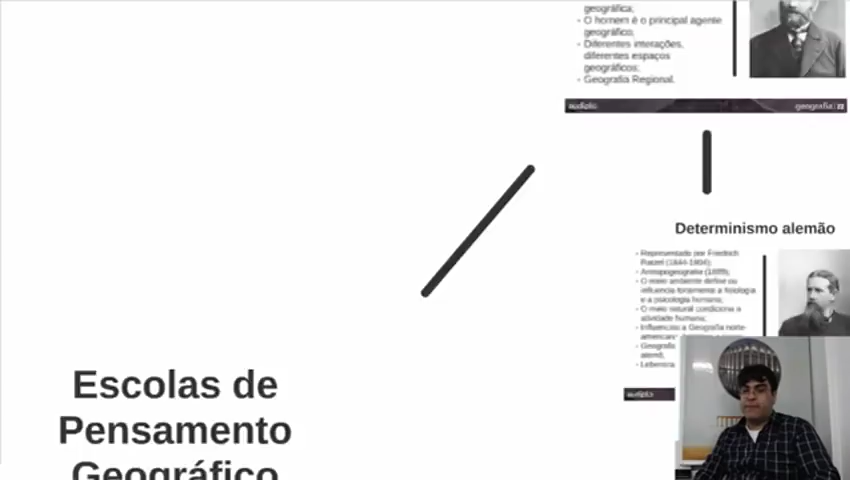 geográfica;
- O homem é o principal agente
geográfico;
- Diferentes interações,
diferentes espaços
geográficos;
- Geografia Regional.
audípio
geografia
Determinismo alemão
- Representado por Friedrich
Ratzel (1844-1904);
- Antropogeografia
- O meio ambiente define ou
influencia fortemente a fisiologia
e a psicologia humana;
- O meio natural condiciona a
atividade humana;
- Influenciou a Geografia norte-
Escolas de
Pensamento
Geográfico